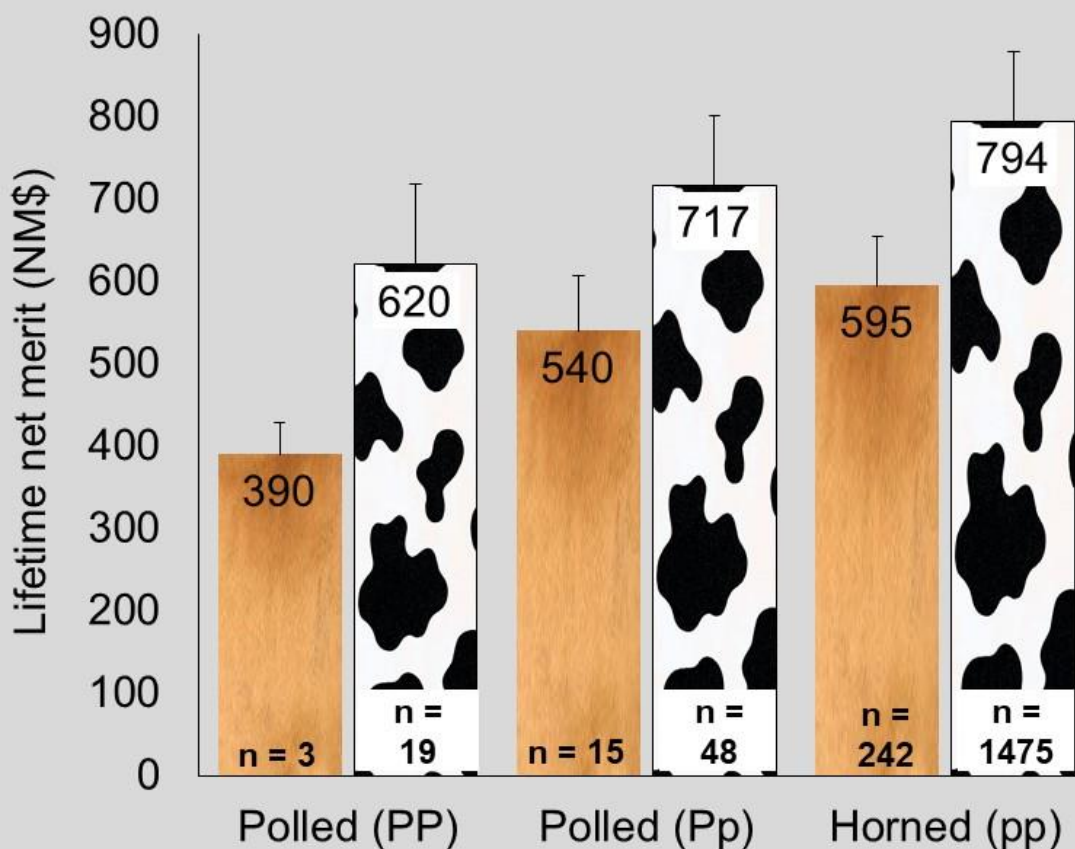 Lifetime net merit (NM$)
900
800
700
600
500
400
300
200
100
0
390
620
540
717
595
794
n = 3
n =
19
n = 15
n =
48
n =
242
n =
1475
Polled (PP)
Polled (Pp)
Horned (pp)